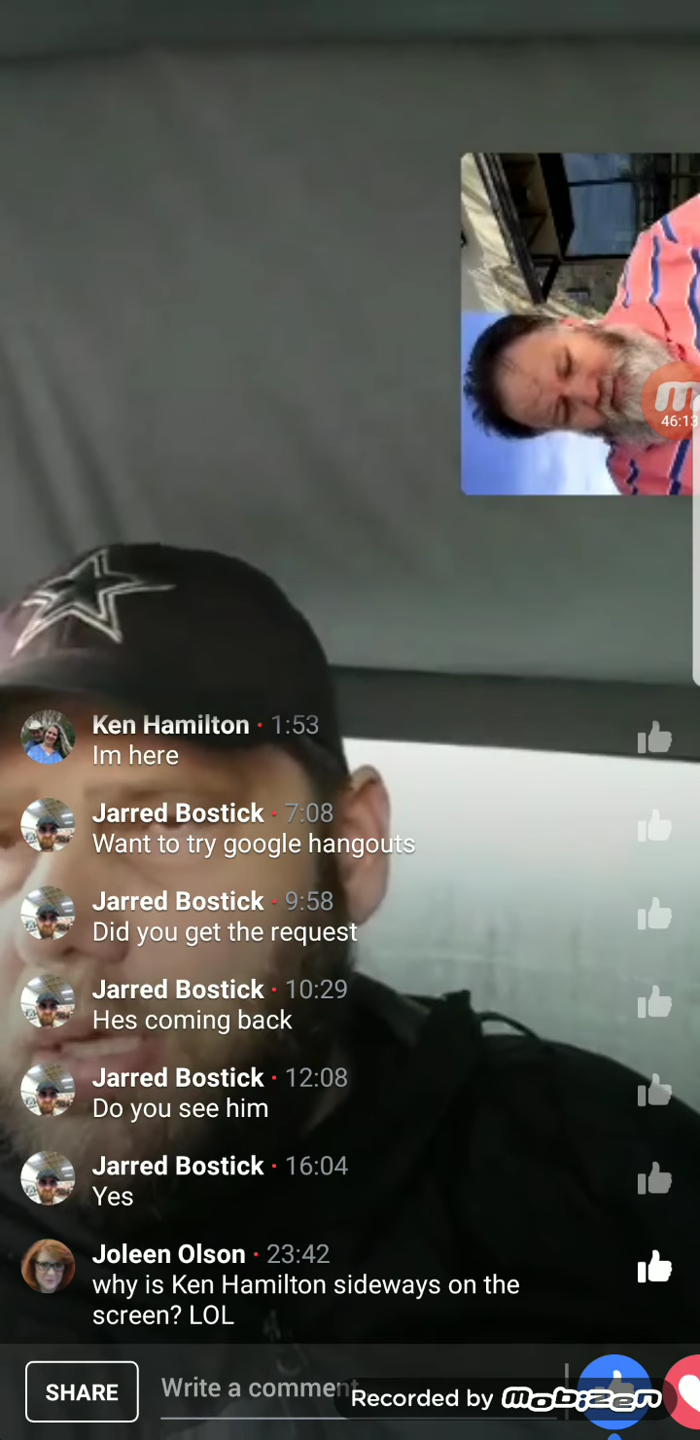 46:13
Ken Hamilton • 1:53
Im here
Jarred Bostick • 7:08
Want to try google hangouts
Jarred Bostick • 9:58
Did you get the request
Jarred Bostick • 10:29
Hes coming back
Jarred Bostick • 12:08
Do you see him
Jarred Bostick • 16:04
Yes
Joleen Olson • 23:42
why is Ken Hamilton sideways on the
screen? LOL
SHARE
Write a comment
Recorded by mobizen